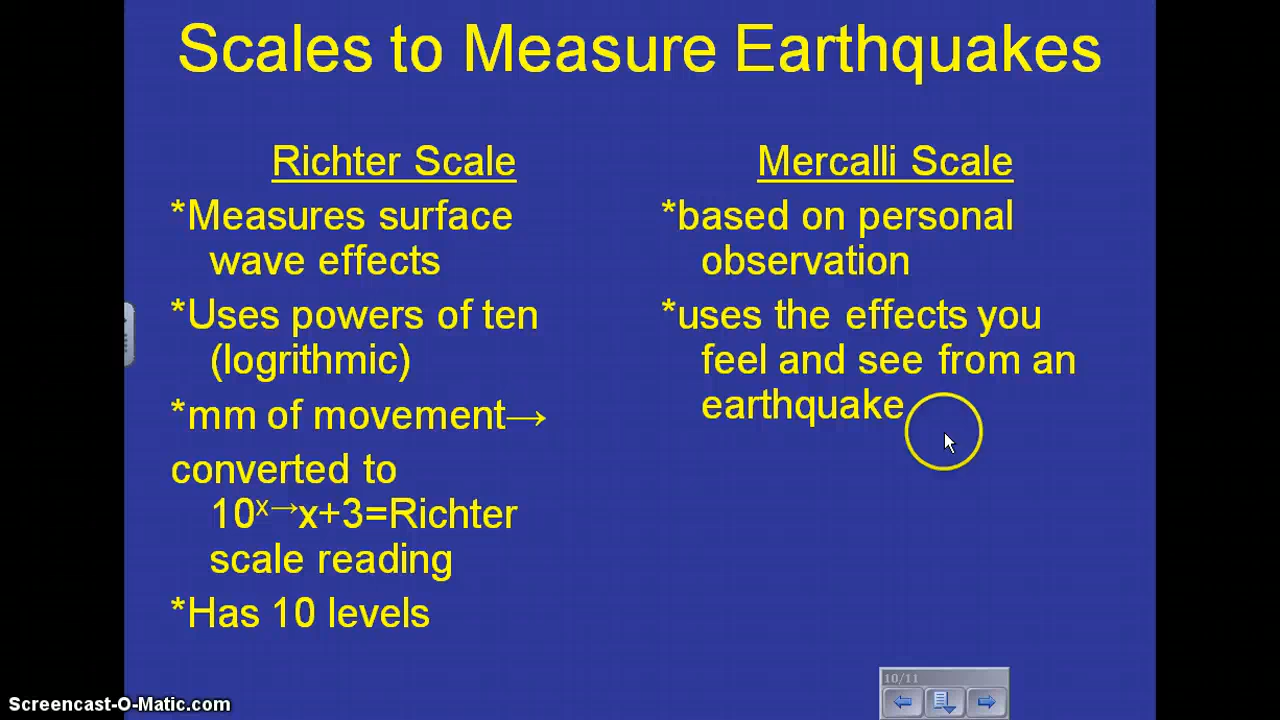 Scales to Measure Earthquakes
Richter Scale
*Measures surface
wave effects
*Uses powers of ten
(logrithmic)
*mm of movement→
converted to
10ˣ→x+3=Richter
scale reading
*Has 10 levels
Mercalli Scale
*based on personal
observation
*uses the effects you
feel and see from an
earthquake
10/11
Screencast-O-Matic.com